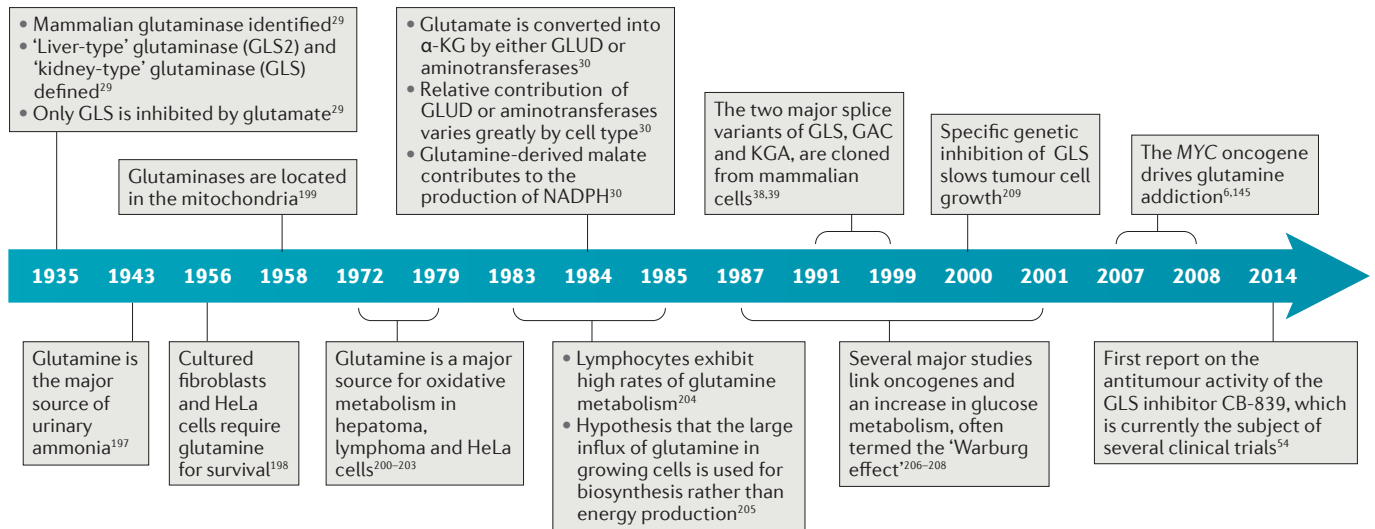 • Mammalian glutaminase identified²⁹
• ‘Liver-type’ glutaminase (GLS2) and
‘kidney-type’ glutaminase (GLS)
defined²⁹
• Only GLS is inhibited by glutamate²⁹
Glutaminases are located
in the mitochondria¹⁹⁹
• Glutamate is converted into
α-KG by either GLUD or
aminotransferases³⁰
• Relative contribution of
GLUD or aminotransferases
varies greatly by cell type³⁰
• Glutamine-derived malate
contributes to the
production of NADPH³⁰
The two major splice
variants of GLS, GAC
and KGA, are cloned
from mammalian
cells³⁸,³⁹
Specific genetic
inhibition of GLS
slows tumour cell
growth²⁰⁹
The MYC oncogene
drives glutamine
addiction⁶,¹⁴⁵
1935 1943 1956 1958 1972 1979 1983 1984 1985 1987 1991 1999 2000 2001 2007 2008 2014
Glutamine is
the major
source of
urinary
ammonia¹⁹⁷
Cultured
fibroblasts
and HeLa
cells require
glutamine
for survival¹⁹⁸
Glutamine is a major
source for oxidative
metabolism in
hepatoma,
lymphoma and HeLa
cells²⁰⁰⁻²⁰³
• Lymphocytes exhibit
high rates of glutamine
metabolism²⁰⁴
• Hypothesis that the large
influx of glutamine in
growing cells is used for
biosynthesis rather than
energy production²⁰⁵
Several major studies
link oncogenes and
an increase in glucose
metabolism, often
termed the ‘Warburg
effect’²⁰⁶⁻²⁰⁸
First report on the
antitumour activity of the
GLS inhibitor CB-839, which
is currently the subject of
several clinical trials⁵⁴